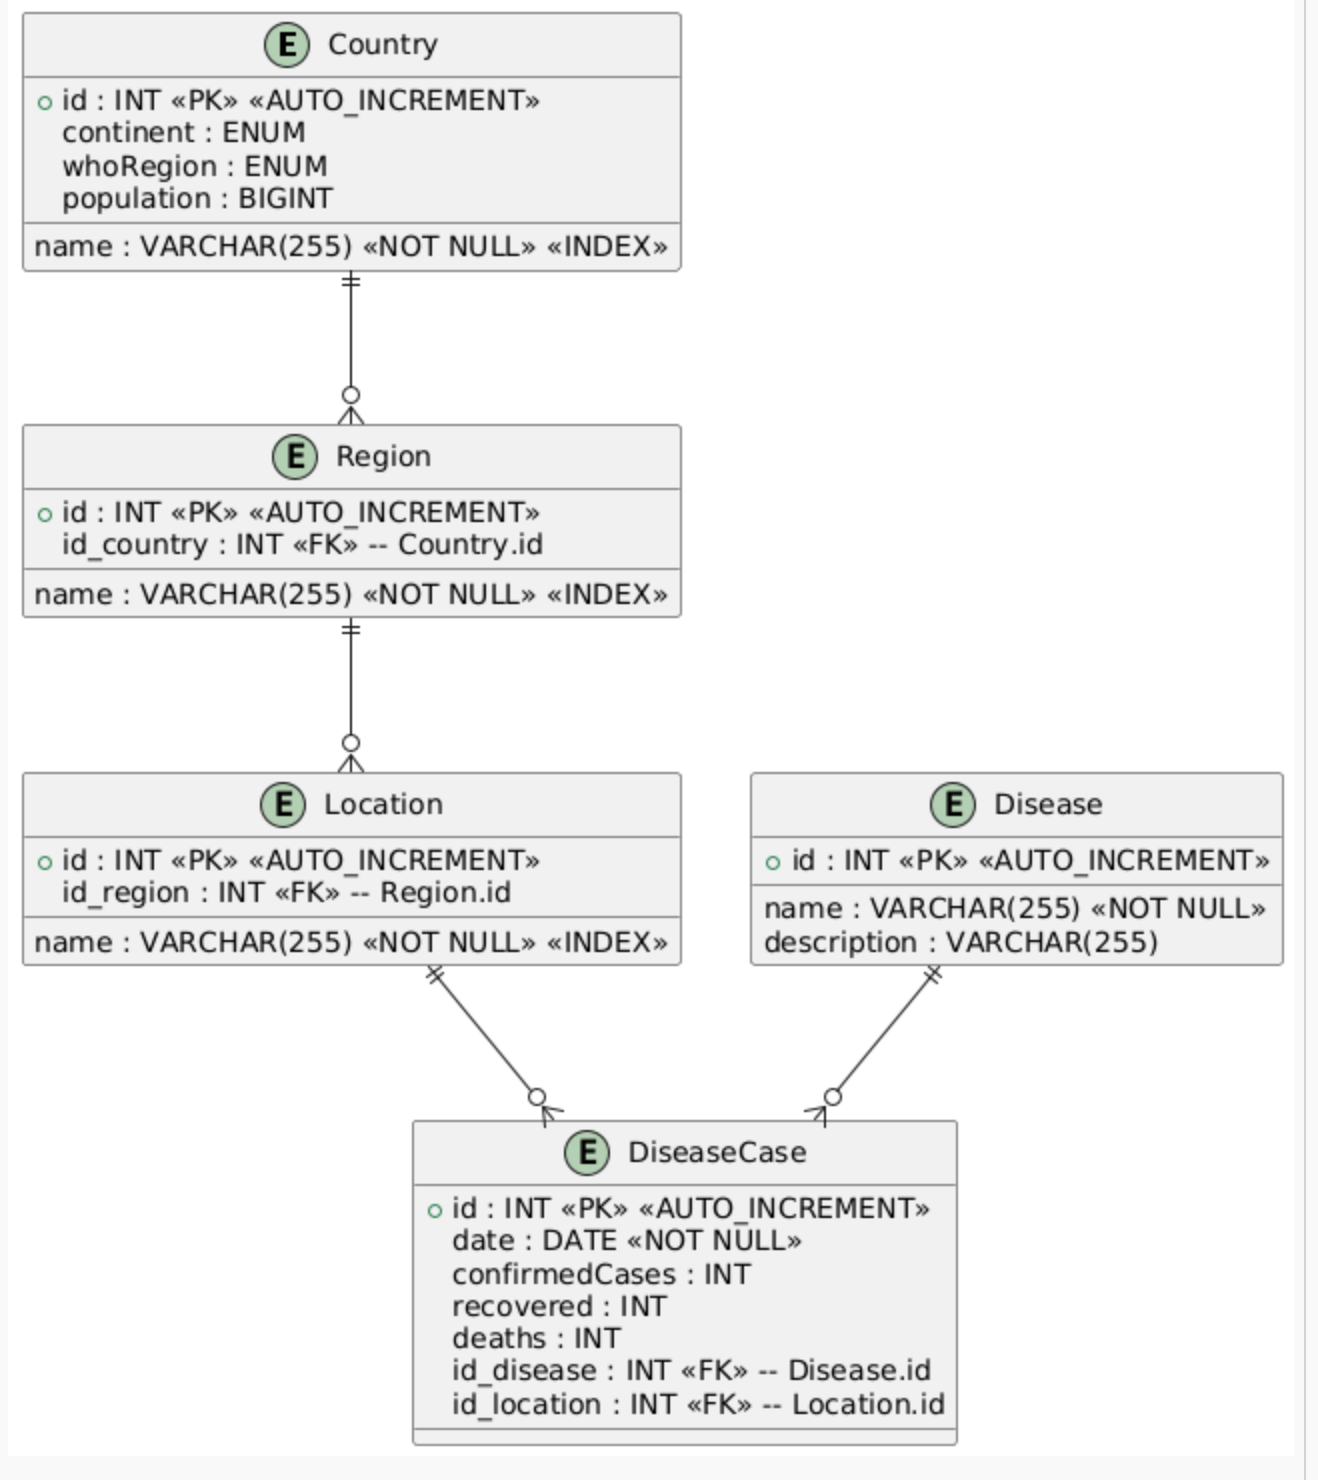 E Country
id : INT «PK» «AUTO_INCREMENT»
continent : ENUM
whoRegion : ENUM
population : BIGINT
name : VARCHAR(255) «NOT NULL» «INDEX»
E Region
id : INT «PK» «AUTO_INCREMENT»
id_country : INT «FK» -- Country.id
name : VARCHAR(255) «NOT NULL» «INDEX»
E Location
id : INT «PK» «AUTO_INCREMENT»
id_region : INT «FK» -- Region.id
name : VARCHAR(255) «NOT NULL» «INDEX»
E Disease
id : INT «PK» «AUTO_INCREMENT»
name : VARCHAR(255) «NOT NULL»
description : VARCHAR(255)
E DiseaseCase
id : INT «PK» «AUTO_INCREMENT»
date : DATE «NOT NULL»
confirmedCases : INT
recovered : INT
deaths : INT
id_disease : INT «FK» -- Disease.id
id_location : INT «FK» -- Location.id